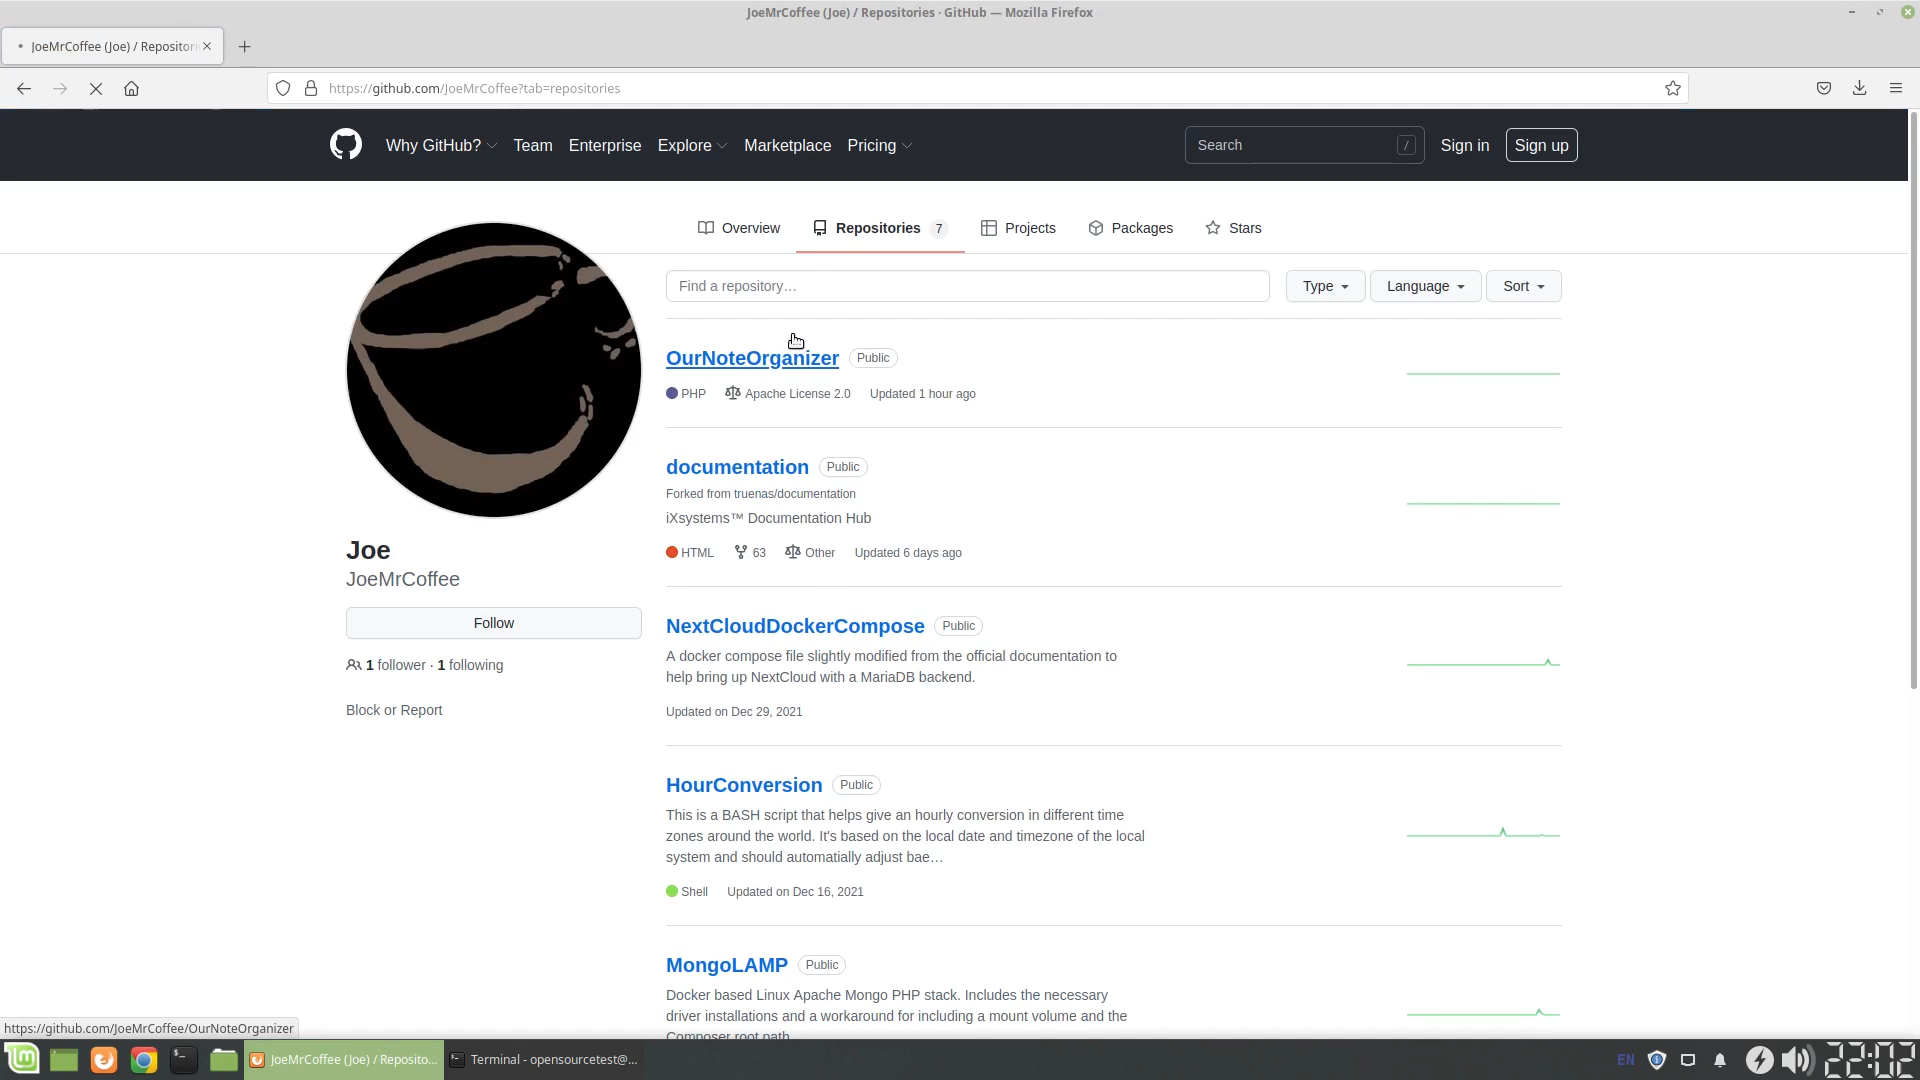 JoeMrCoffee (Joe) / Repositories · GitHub — Mozilla Firefox
JoeMrCoffee (Joe) / Repositori
https://github.com/JoeMrCoffee?tab=repositories
Why GitHub? Team Enterprise Explore Marketplace Pricing Search / Sign in Sign up
Overview Repositories 7 Projects Packages Stars
Find a repository… Type Language Sort
OurNoteOrganizer Public
PHP Apache License 2.0 Updated 1 hour ago
documentation Public
Forked from truenas/documentation
iXsystems™ Documentation Hub
HTML 63 Other Updated 6 days ago
Joe
JoeMrCoffee
Follow
1 follower · 1 following
Block or Report
NextCloudDockerCompose Public
A docker compose file slightly modified from the official documentation to
help bring up NextCloud with a MariaDB backend.
Updated on Dec 29, 2021
HourConversion Public
This is a BASH script that helps give an hourly conversion in different time
zones around the world. It's based on the local date and timezone of the local
system and should automatially adjust bae…
Shell Updated on Dec 16, 2021
MongoLAMP Public
Docker based Linux Apache Mongo PHP stack. Includes the necessary
driver installations and a workaround for including a mount volume and the
Composer root path
https://github.com/JoeMrCoffee/OurNoteOrganizer
JoeMrCoffee (Joe) / Reposito... Terminal - opensourcetest@... EN 22:02